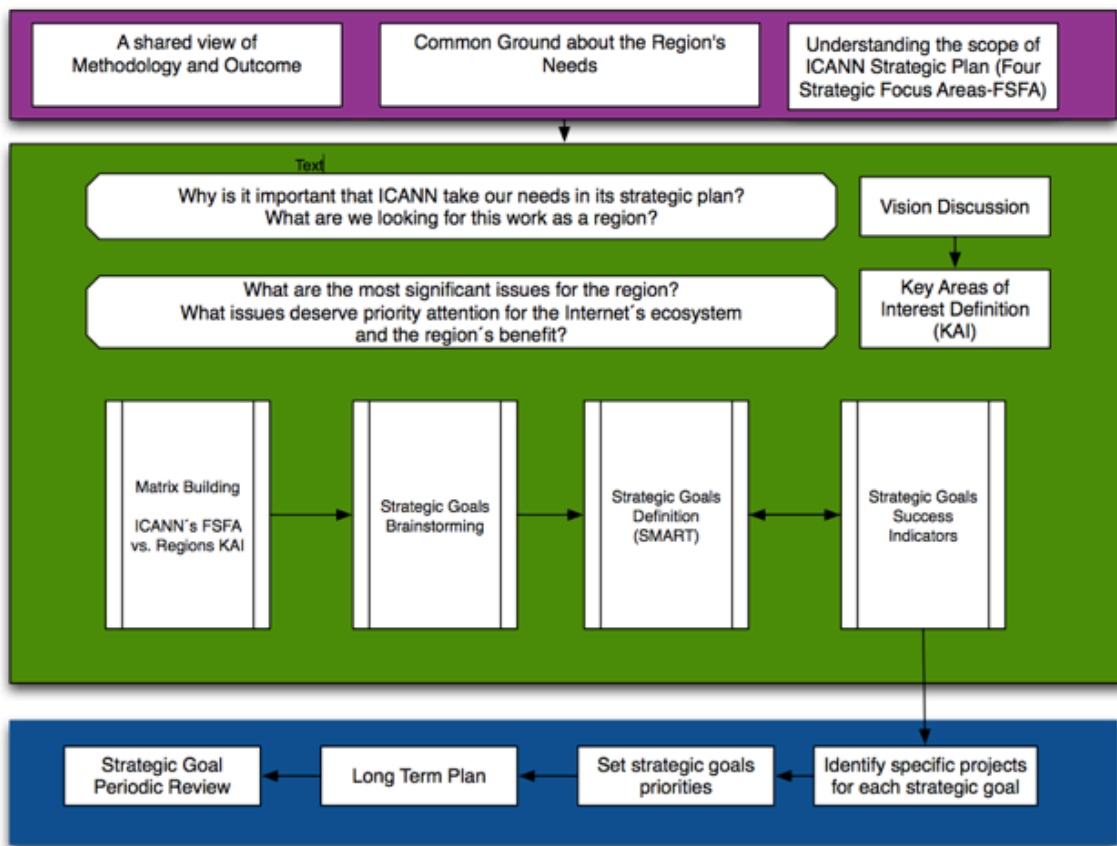 A shared view of
Methodology and Outcome
Common Ground about the Region's
Needs
Understanding the scope of
ICANN Strategic Plan (Four
Strategic Focus Areas-FSFA)
Text
Why is it important that ICANN take our needs in its strategic plan?
What are we looking for this work as a region?
Vision Discussion
What are the most significant issues for the region?
What issues deserve priority attention for the Internet´s ecosystem
and the region´s benefit?
Key Areas of
Interest Definition
(KAI)
Matrix Building
ICANN´s FSFA
vs. Regions KAI
Strategic Goals
Brainstorming
Strategic Goals
Definition
(SMART)
Strategic Goals
Success
Indicators
Strategic Goal
Periodic Review
Long Term Plan
Set strategic goals
priorities
Identify specific projects
for each strategic goal